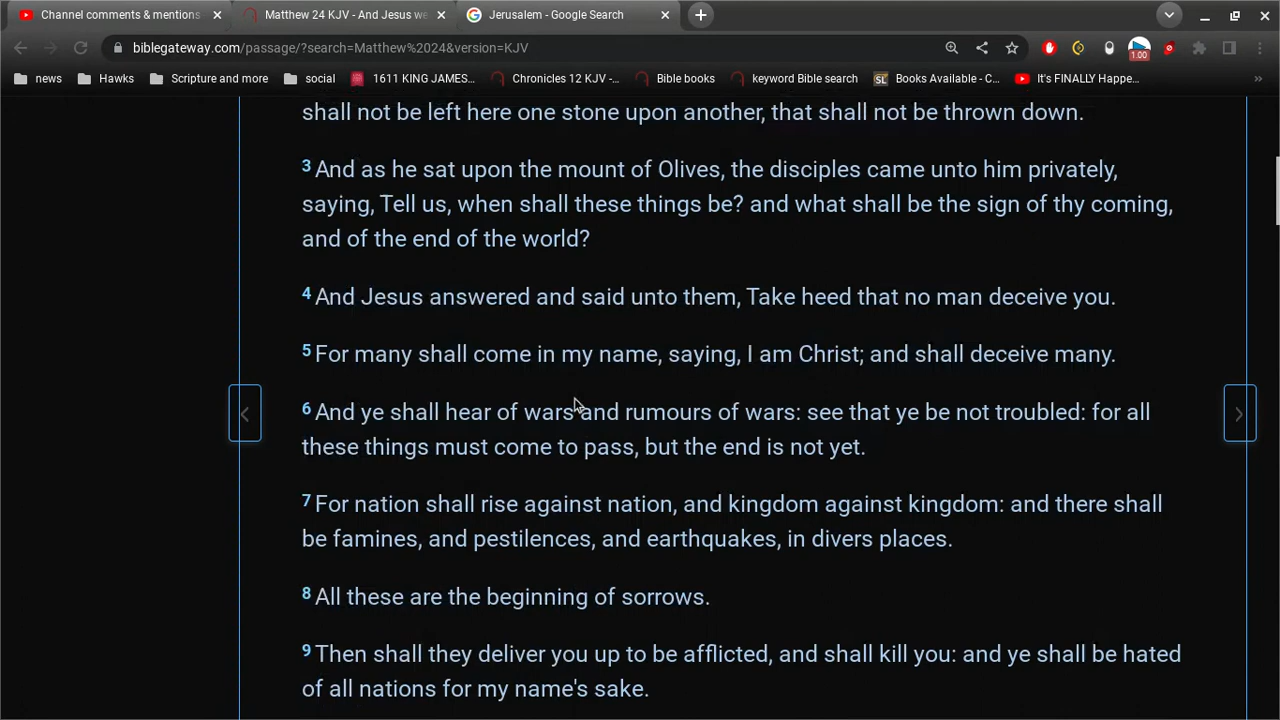 Channel comments & mentions
Matthew 24 KJV - And Jesus we
Jerusalem - Google Search
biblegateway.com/passage/?search=Matthew%2024&version=KJV
1.00
news
Hawks
Scripture and more
social
1611 KING JAMES...
Chronicles 12 KJV -...
Bible books
keyword Bible search
SL
Books Available - C...
It's FINALLY Happe...
shall not be left here one stone upon another, that shall not be thrown down.
3 And as he sat upon the mount of Olives, the disciples came unto him privately,
saying, Tell us, when shall these things be? and what shall be the sign of thy coming,
and of the end of the world?
4 And Jesus answered and said unto them, Take heed that no man deceive you.
5 For many shall come in my name, saying, I am Christ; and shall deceive many.
6 And ye shall hear of wars and rumours of wars: see that ye be not troubled: for all
these things must come to pass, but the end is not yet.
7 For nation shall rise against nation, and kingdom against kingdom: and there shall
be famines, and pestilences, and earthquakes, in divers places.
8 All these are the beginning of sorrows.
9 Then shall they deliver you up to be afflicted, and shall kill you: and ye shall be hated
of all nations for my name's sake.